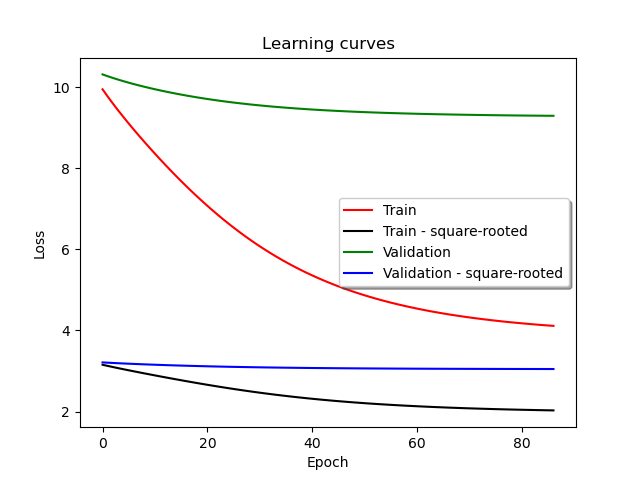 Learning curves
Loss
10
8
6
4
2
Train
Train - square-rooted
Validation
Validation - square-rooted
0
20
40
60
80
Epoch